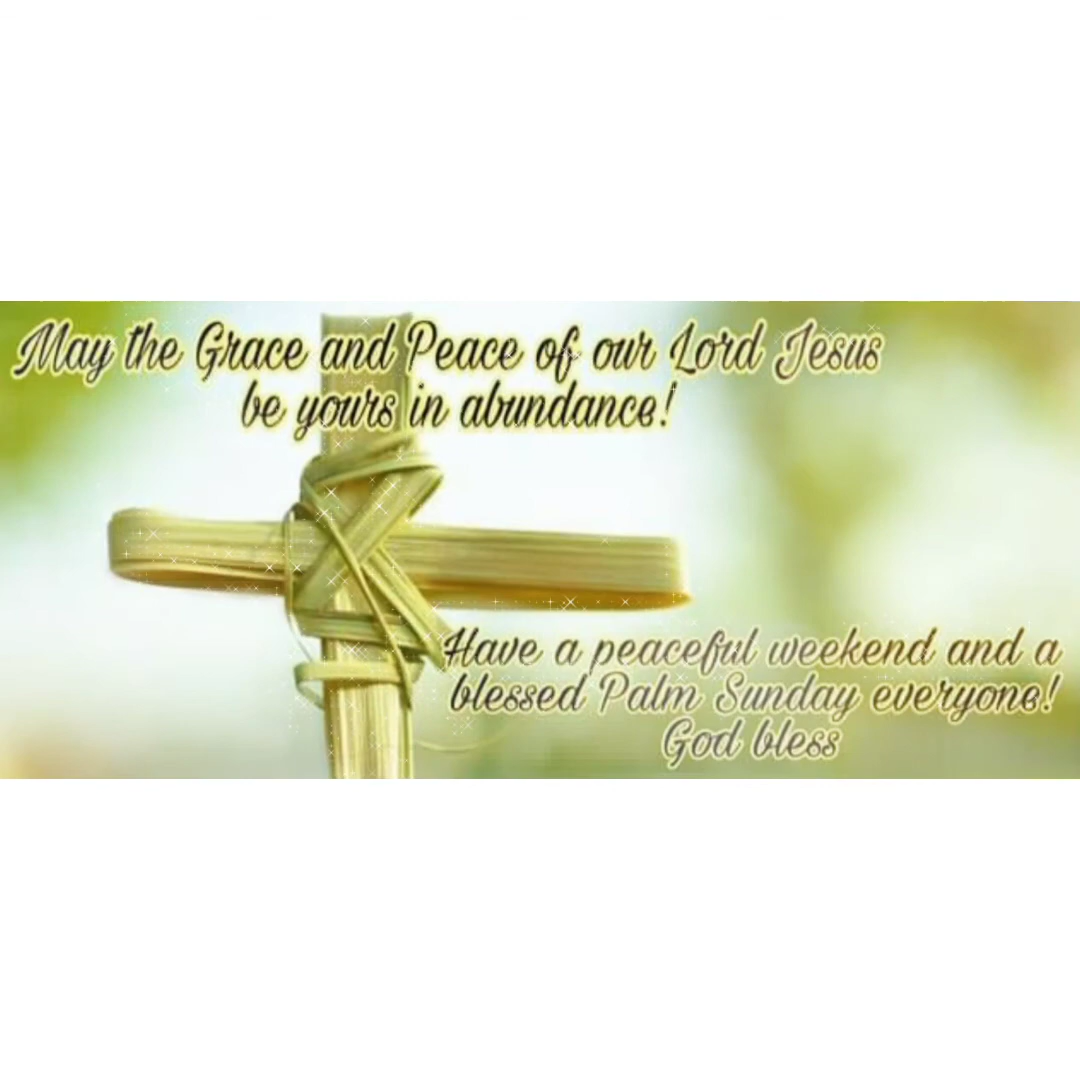 May the Grace and Peace of our Lord Jesus
be yours in abundance!
Have a peaceful weekend and a
blessed Palm Sunday everyone!
God bless